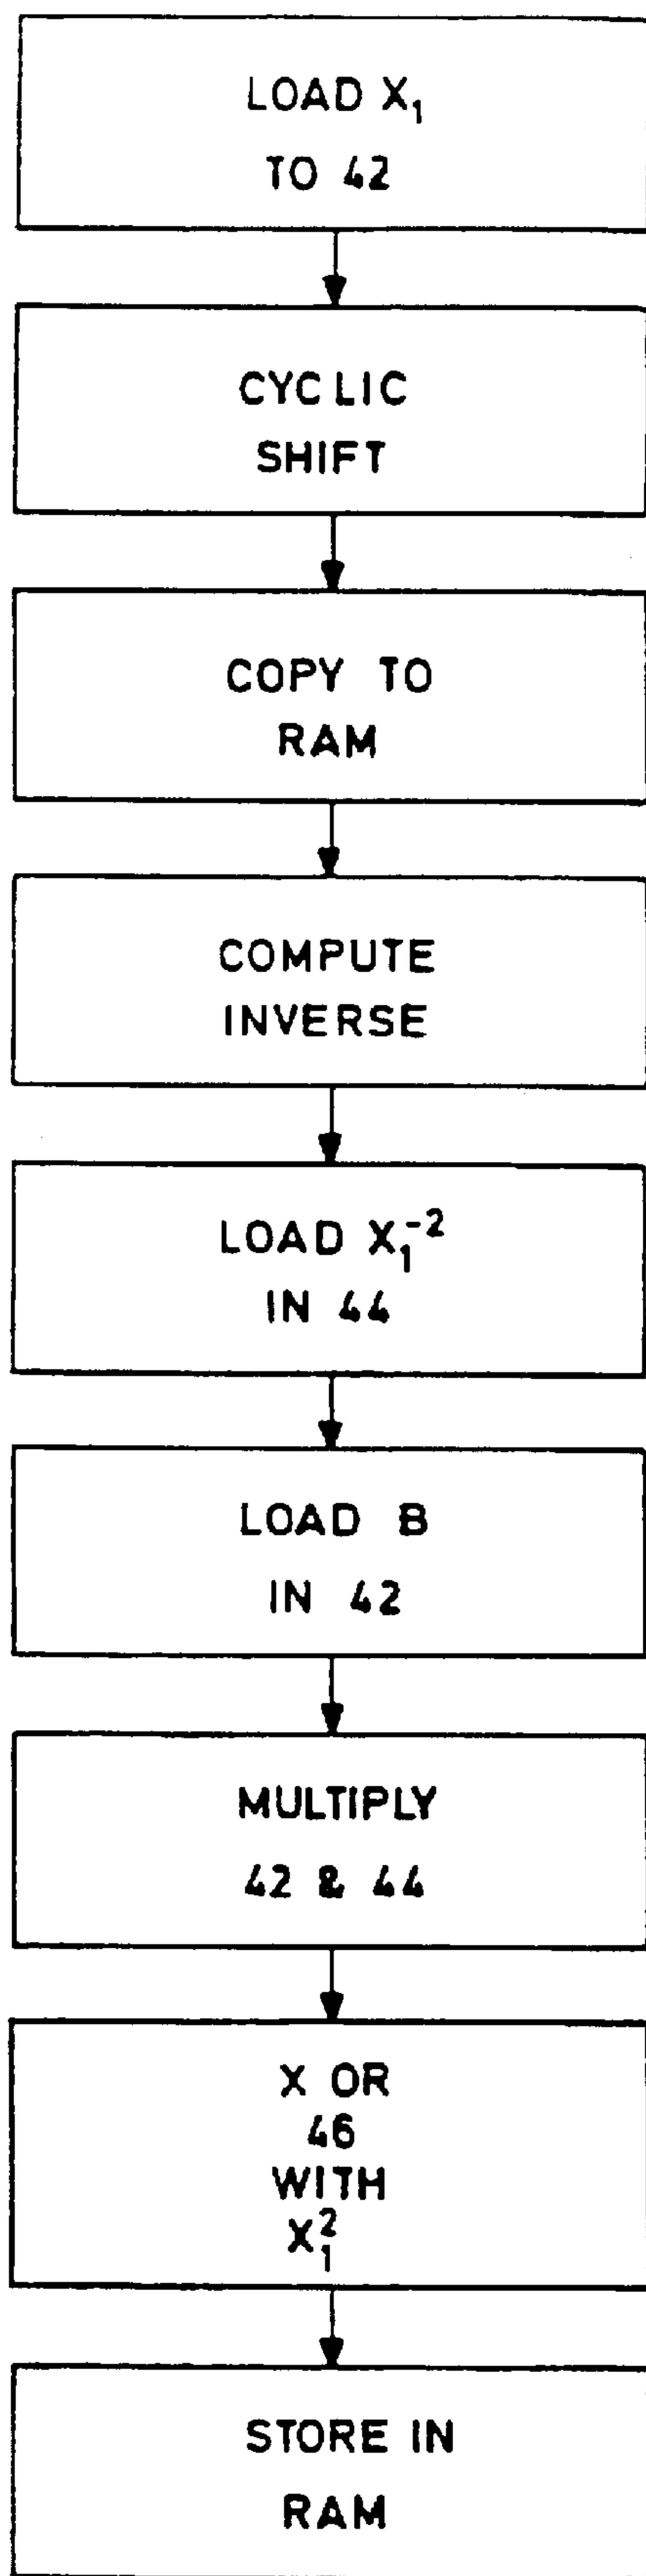 LOAD X₁
TO 42
CYCLIC
SHIFT
COPY TO
RAM
COMPUTE
INVERSE
LOAD X₁⁻²
IN 44
LOAD B
IN 42
MULTIPLY
42 & 44
X OR
46
WITH
X₁²
STORE IN
RAM